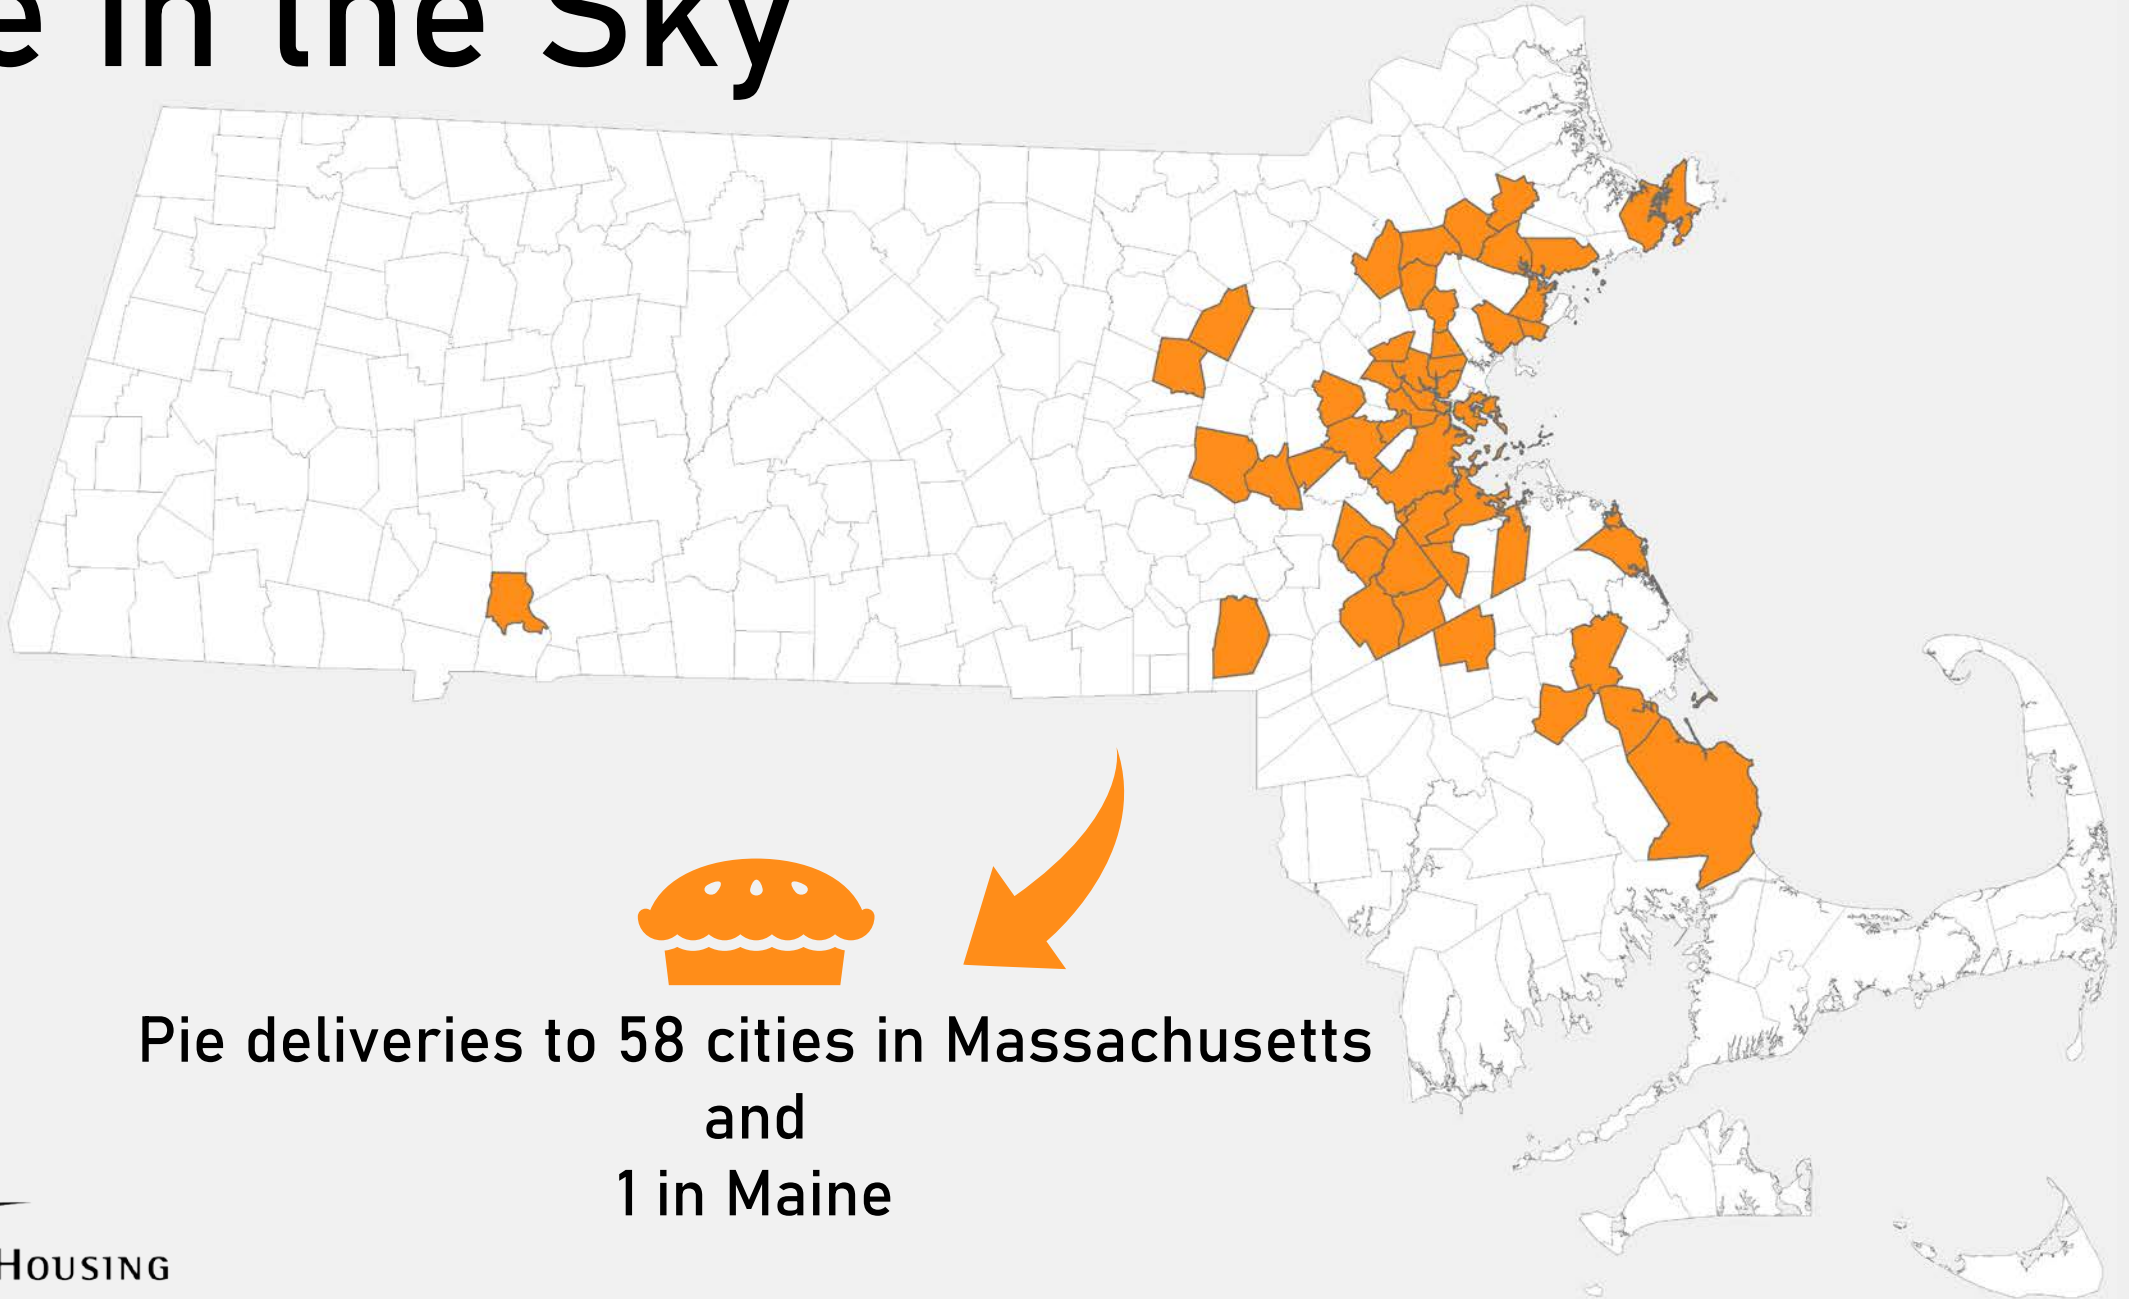 e in the Sky
Pie deliveries to 58 cities in Massachusetts
and
1 in Maine
HOUSING